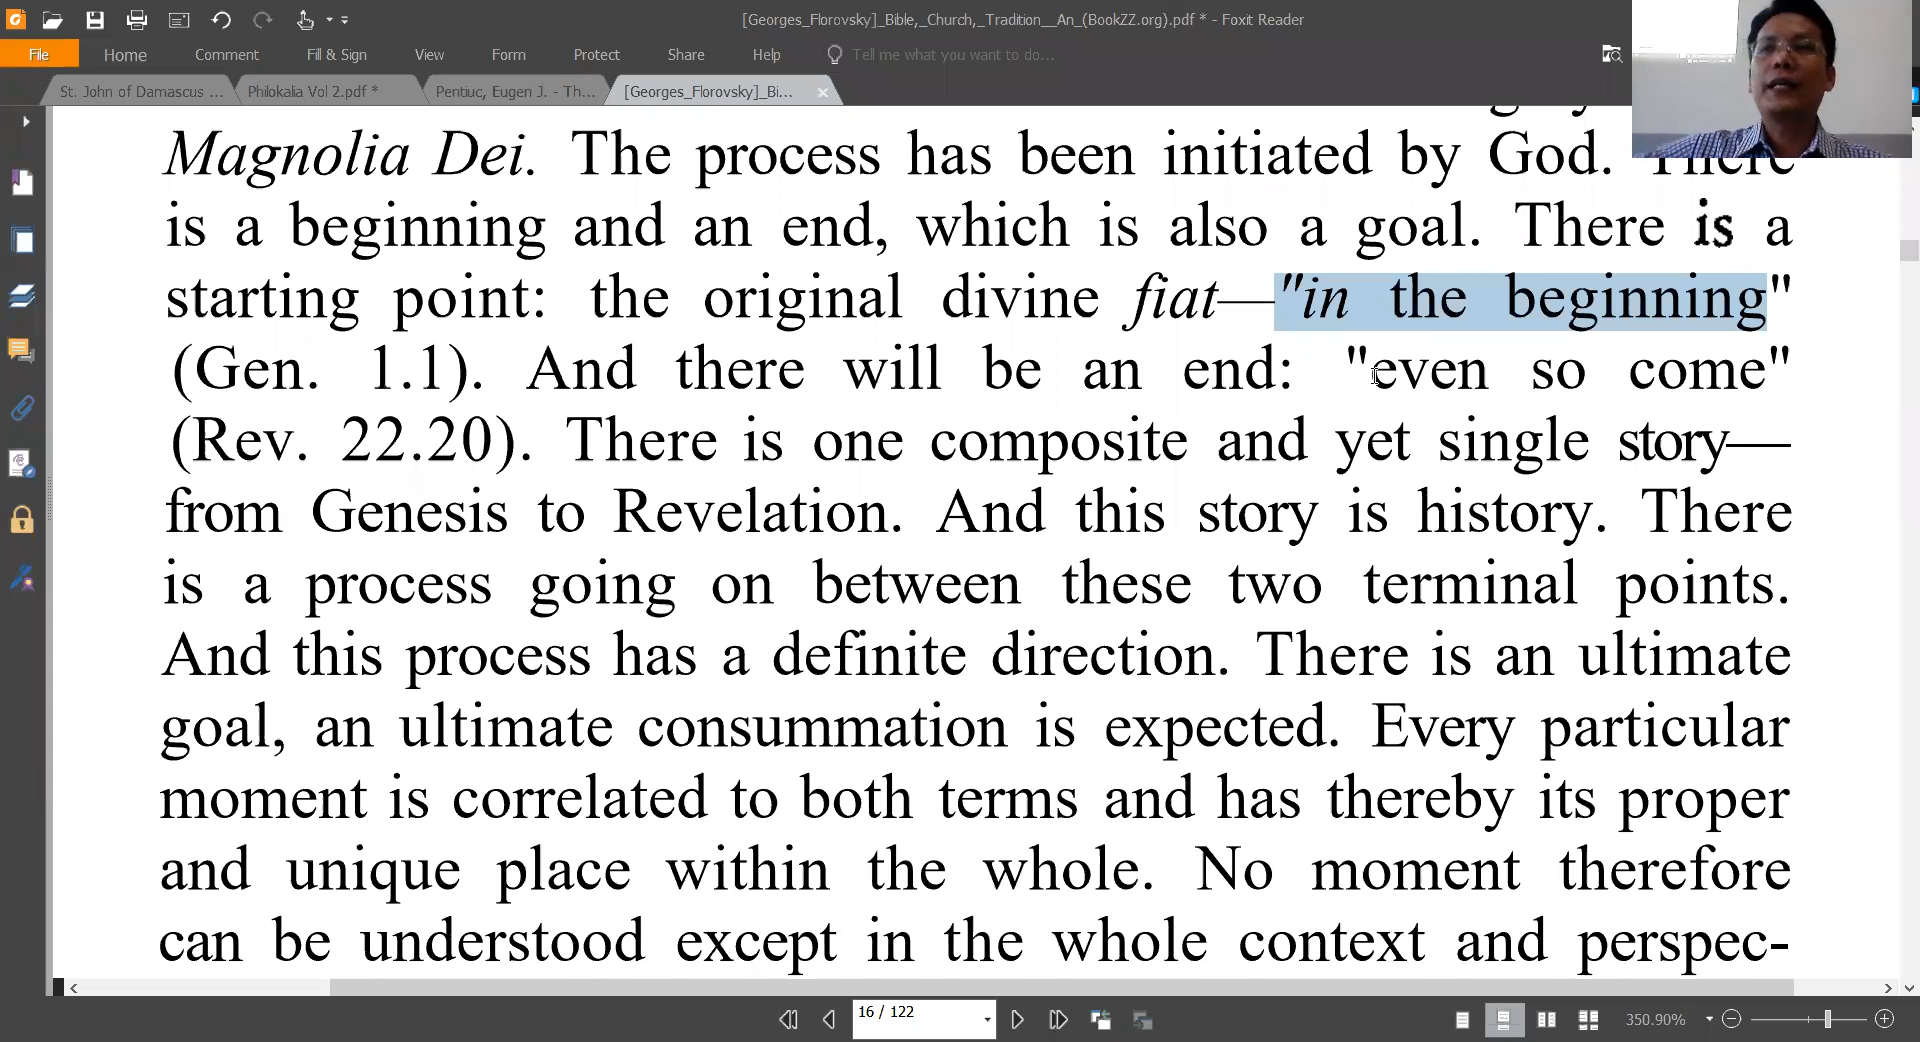 [Georges_Florovsky]_Bible,_Church,_Tradition__An_(BookZZ.org).pdf * - Foxit Reader
File Home Comment Fill & Sign View Form Protect Share Help Tell me what you want to do...
St. John of Damascus ... Philokalia Vol 2.pdf * Pentiuc, Eugen J. - Th... [Georges_Florovsky]_Bi...
Magnolia Dei. The process has been initiated by God. There
is a beginning and an end, which is also a goal. There is a
starting point: the original divine fiat—"in the beginning"
(Gen. 1.1). And there will be an end: "even so come"
(Rev. 22.20). There is one composite and yet single story—
from Genesis to Revelation. And this story is history. There
is a process going on between these two terminal points.
And this process has a definite direction. There is an ultimate
goal, an ultimate consummation is expected. Every particular
moment is correlated to both terms and has thereby its proper
and unique place within the whole. No moment therefore
can be understood except in the whole context and perspec-
16 / 122
350.90%